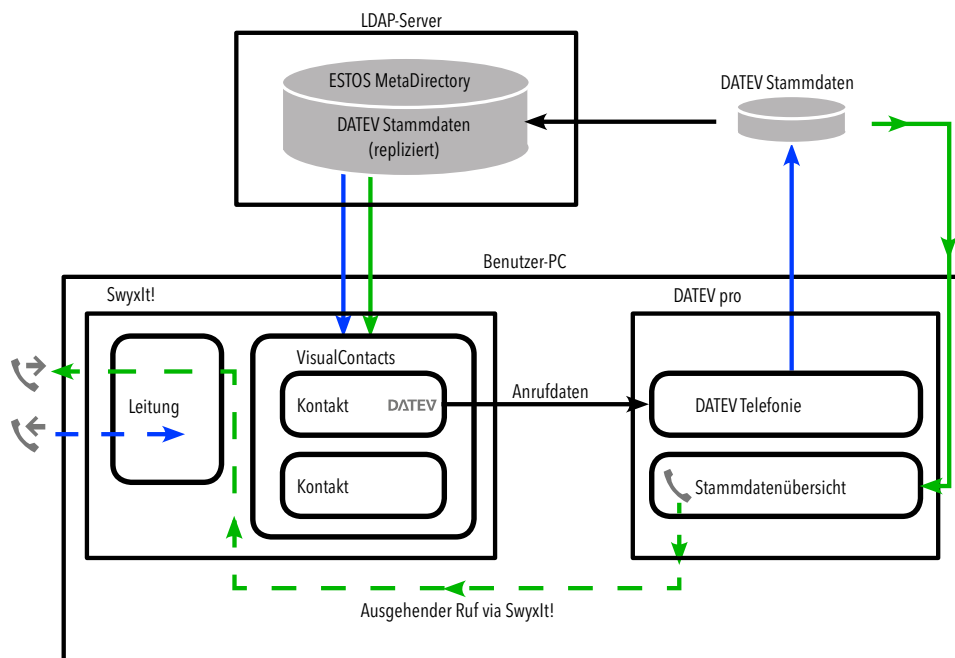 LDAP-Server
ESTOS MetaDirectory
DATEV Stammdaten
(repliziert)
DATEV Stammdaten
Benutzer-PC
SwyxIt!
DATEV pro
VisualContacts
Leitung
Kontakt DATEV
Anrufdaten
DATEV Telefonie
Kontakt
Stammdatenübersicht
Ausgehender Ruf via SwyxIt!